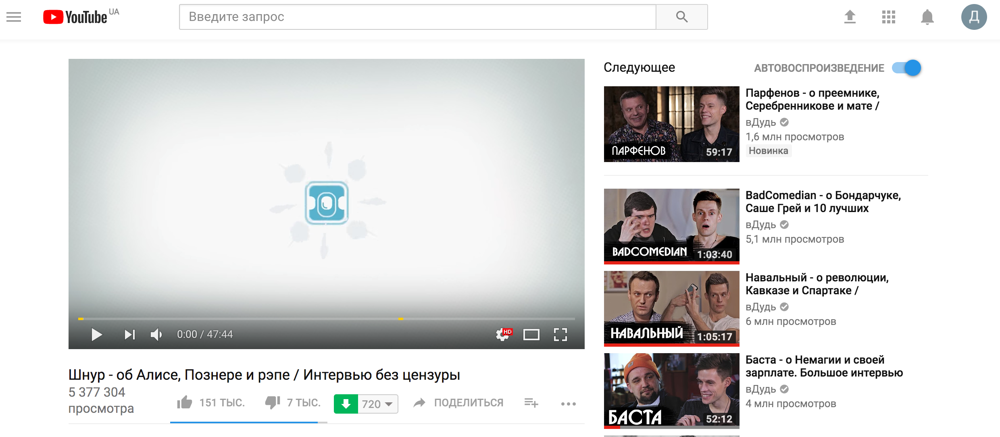 YouTube UA
Введите запрос
Д
0:00 / 47:44
HD
Шнур - об Алисе, Познере и рэпе / Интервью без цензуры
5 377 304
просмотра
151 ТЫС.
7 ТЫС.
720
ПОДЕЛИТЬСЯ
Следующее
АВТОВОСПРОИЗВЕДЕНИЕ
ПАРФЕНОВ
59:17
Парфенов - о преемнике,
Серебренникове и мате /
вДудь
1,6 млн просмотров
Новинка
BADCOMEDIAN
1:03:40
BadComedian - о Бондарчуке,
Саше Грей и 10 лучших
вДудь
5,1 млн просмотров
НАВАЛЬНЫЙ
1:05:17
Навальный - о революции,
Кавказе и Спартаке /
вДудь
6 млн просмотров
БАСТА
52:12
Баста - о Немагии и своей
зарплате. Большое интервью
вДудь
4 млн просмотров